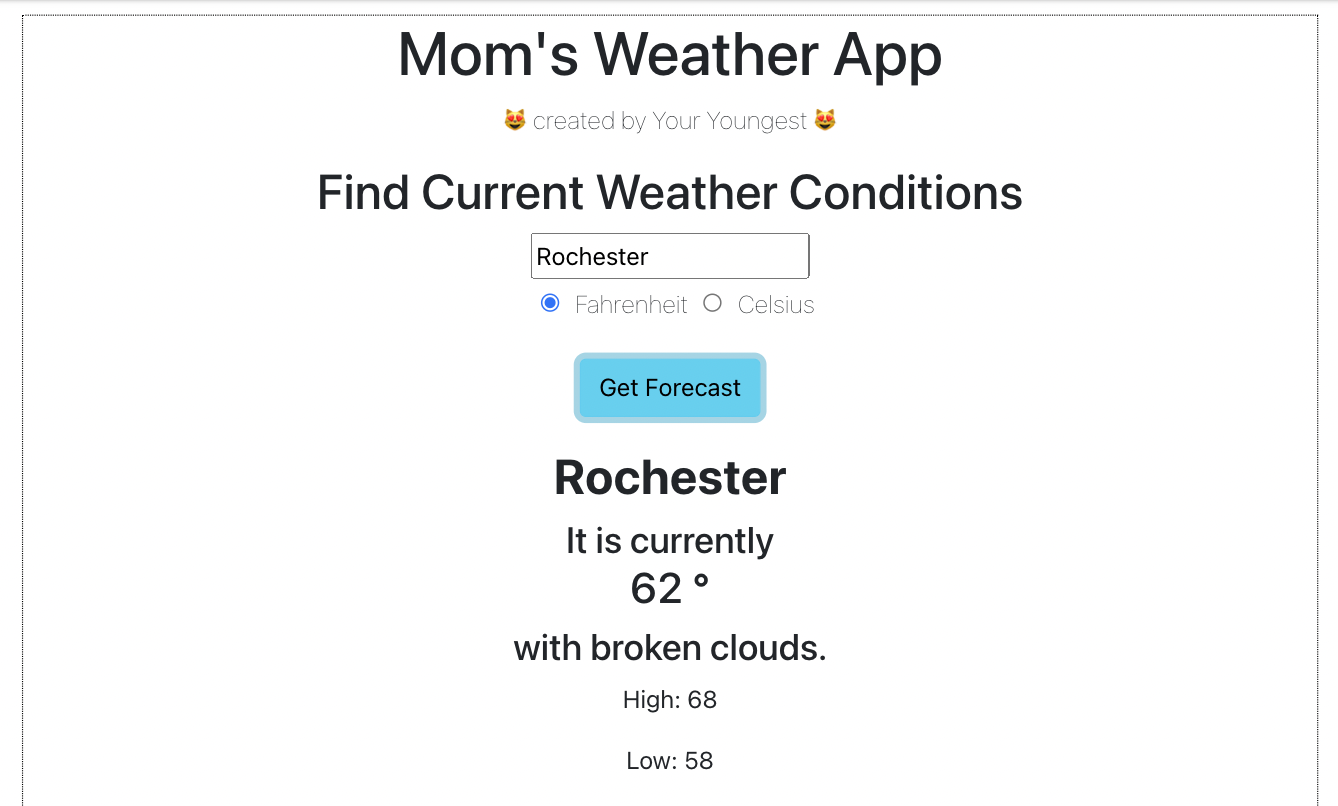 Mom's Weather App
😻 created by Your Youngest 😻
Find Current Weather Conditions
Rochester
Fahrenheit Celsius
Get Forecast
Rochester
It is currently
62 °
with broken clouds.
High: 68
Low: 58